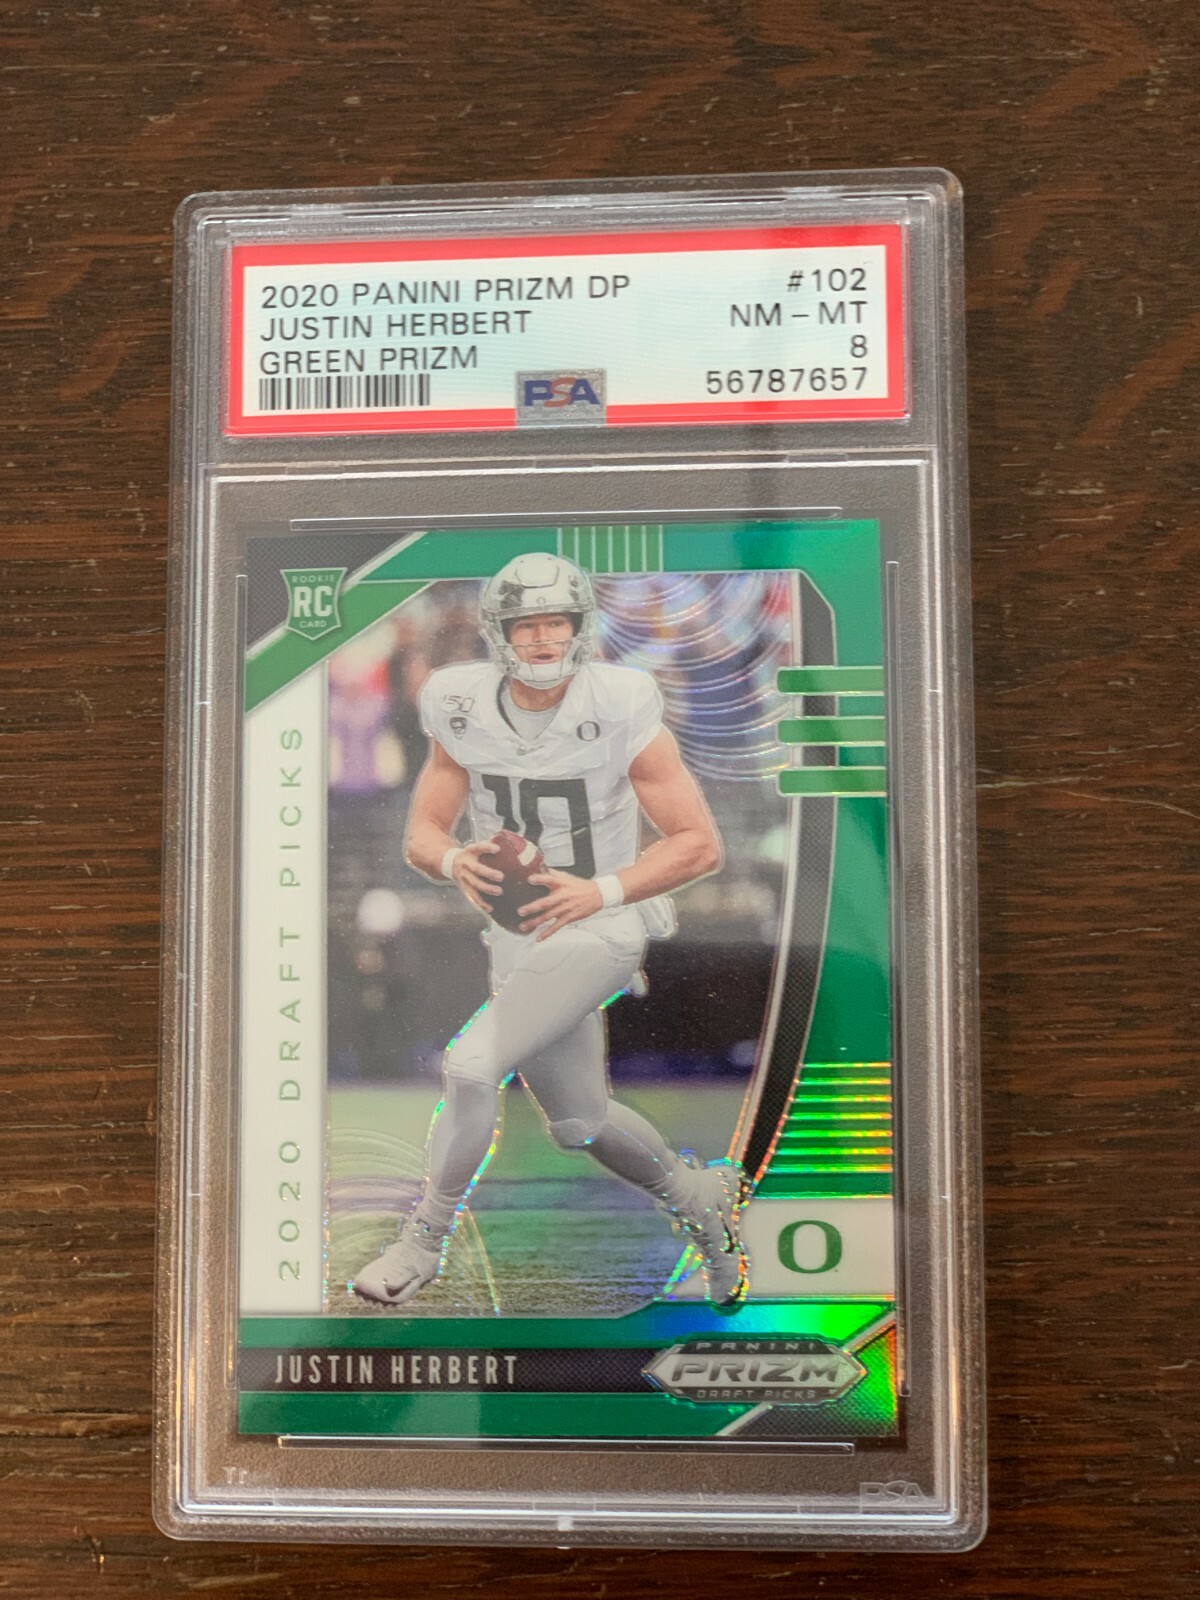 2020 PANINI PRIZM DP #102
JUSTIN HERBERT NM - MT
GREEN PRIZM 8
PSA 56787657
ROOKIE
RC
CARD
2020 DRAFT PICKS
150
O
10
O
JUSTIN HERBERT
PANINI
PRIZM
DRAFT PICKS
PSA